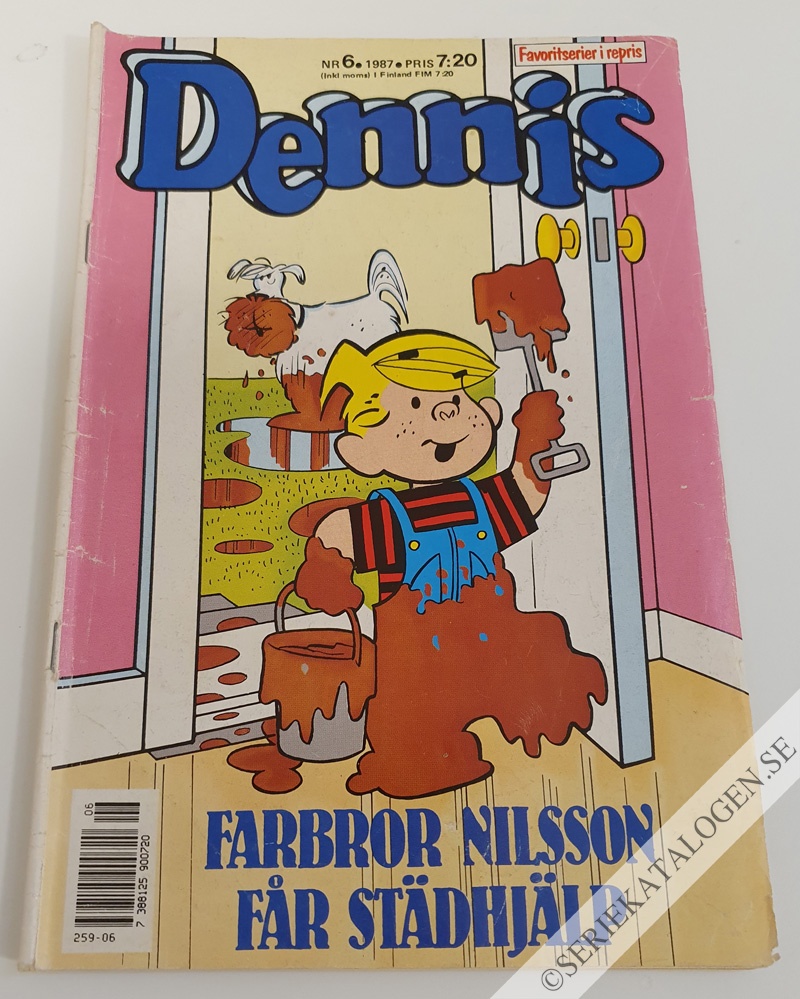 NR 6. 1987 • PRIS 7:20
(Inkl moms) I Finland FIM 7:20
Favoritserier i repris
Dennis
FARBROR NILSSON
FÅR STÄDHJÄLP
06
7 388125 900720
259-06
©SERIEKATALOGEN.SE